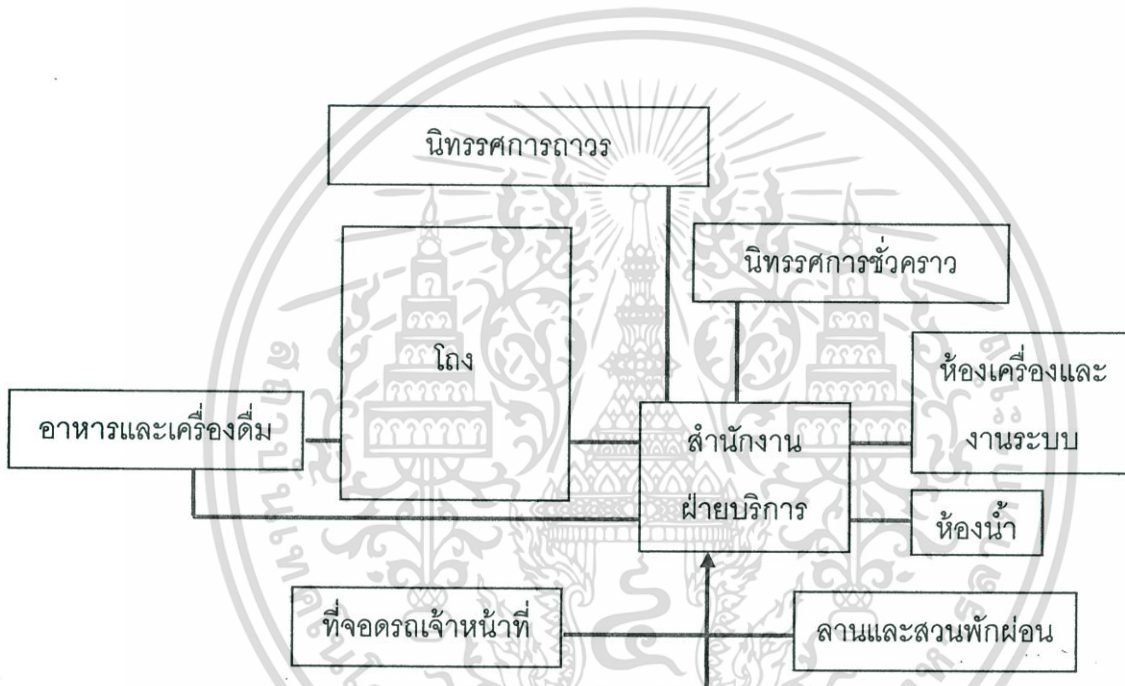 นิทรรศการถาวร
นิทรรศการชั่วคราว
โถง
ห้องเครื่องและ
งานระบบ
อาหารและเครื่องดื่ม
สำนักงาน
ฝ่ายบริการ
ห้องน้ำ
ที่จอดรถเจ้าหน้าที่
ลานและสวนพักผ่อน